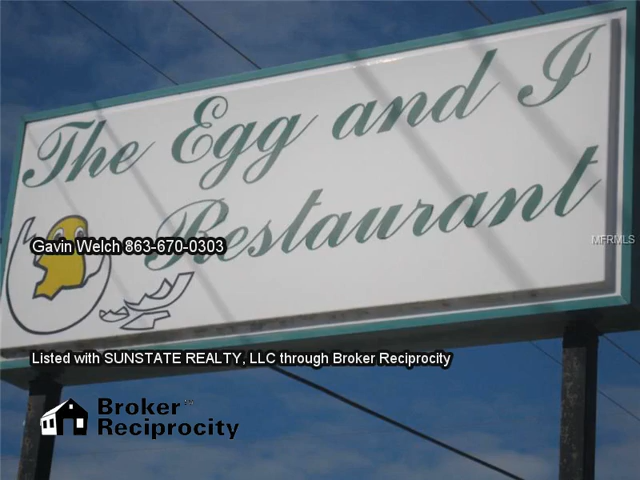 The Egg and I
Restaurant
Gavin Welch 863-670-0303
MFRMLS
Listed with SUNSTATE REALTY, LLC through Broker Reciprocity
Broker™
Reciprocity